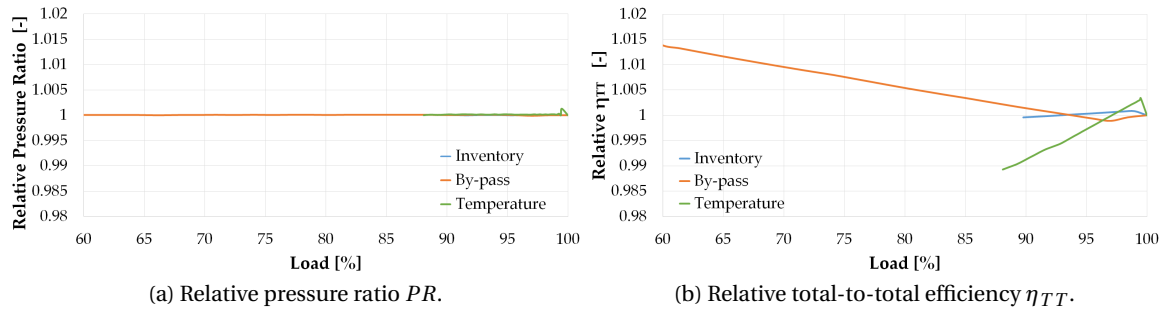 Relative Pressure Ratio [-]
1.02
1.015
1.01
1.005
1
0.995
0.99
0.985
0.98
Inventory
By-pass
Temperature
60 65 70 75 80 85 90 95 100
Load [%]
(a) Relative pressure ratio PR.
Relative ηTT [-]
1.02
1.015
1.01
1.005
1
0.995
0.99
0.985
0.98
Inventory
By-pass
Temperature
60 65 70 75 80 85 90 95 100
Load [%]
(b) Relative total-to-total efficiency ηTT.